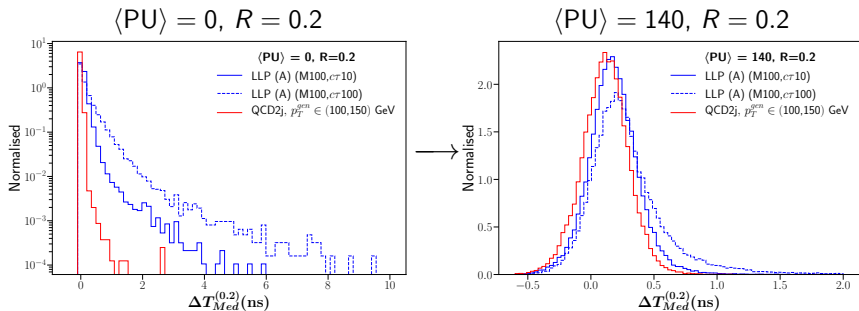 ⟨PU⟩ = 0, R = 0.2
10¹
10⁰
10⁻¹
10⁻²
10⁻³
10⁻⁴
Normalised
⟨PU⟩ = 0, R=0.2
LLP (A) (M100,cτ10)
LLP (A) (M100,cτ100)
QCD2j, p_T^gen ∈ (100,150) GeV
0 2 4 6 8 10
ΔT_Med^(0.2)(ns)
⟨PU⟩ = 140, R = 0.2
2.0
1.5
1.0
0.5
0.0
Normalised
⟨PU⟩ = 140, R=0.2
LLP (A) (M100,cτ10)
LLP (A) (M100,cτ100)
QCD2j, p_T^gen ∈ (100,150) GeV
−0.5 0.0 0.5 1.0 1.5 2.0
ΔT_Med^(0.2)(ns)